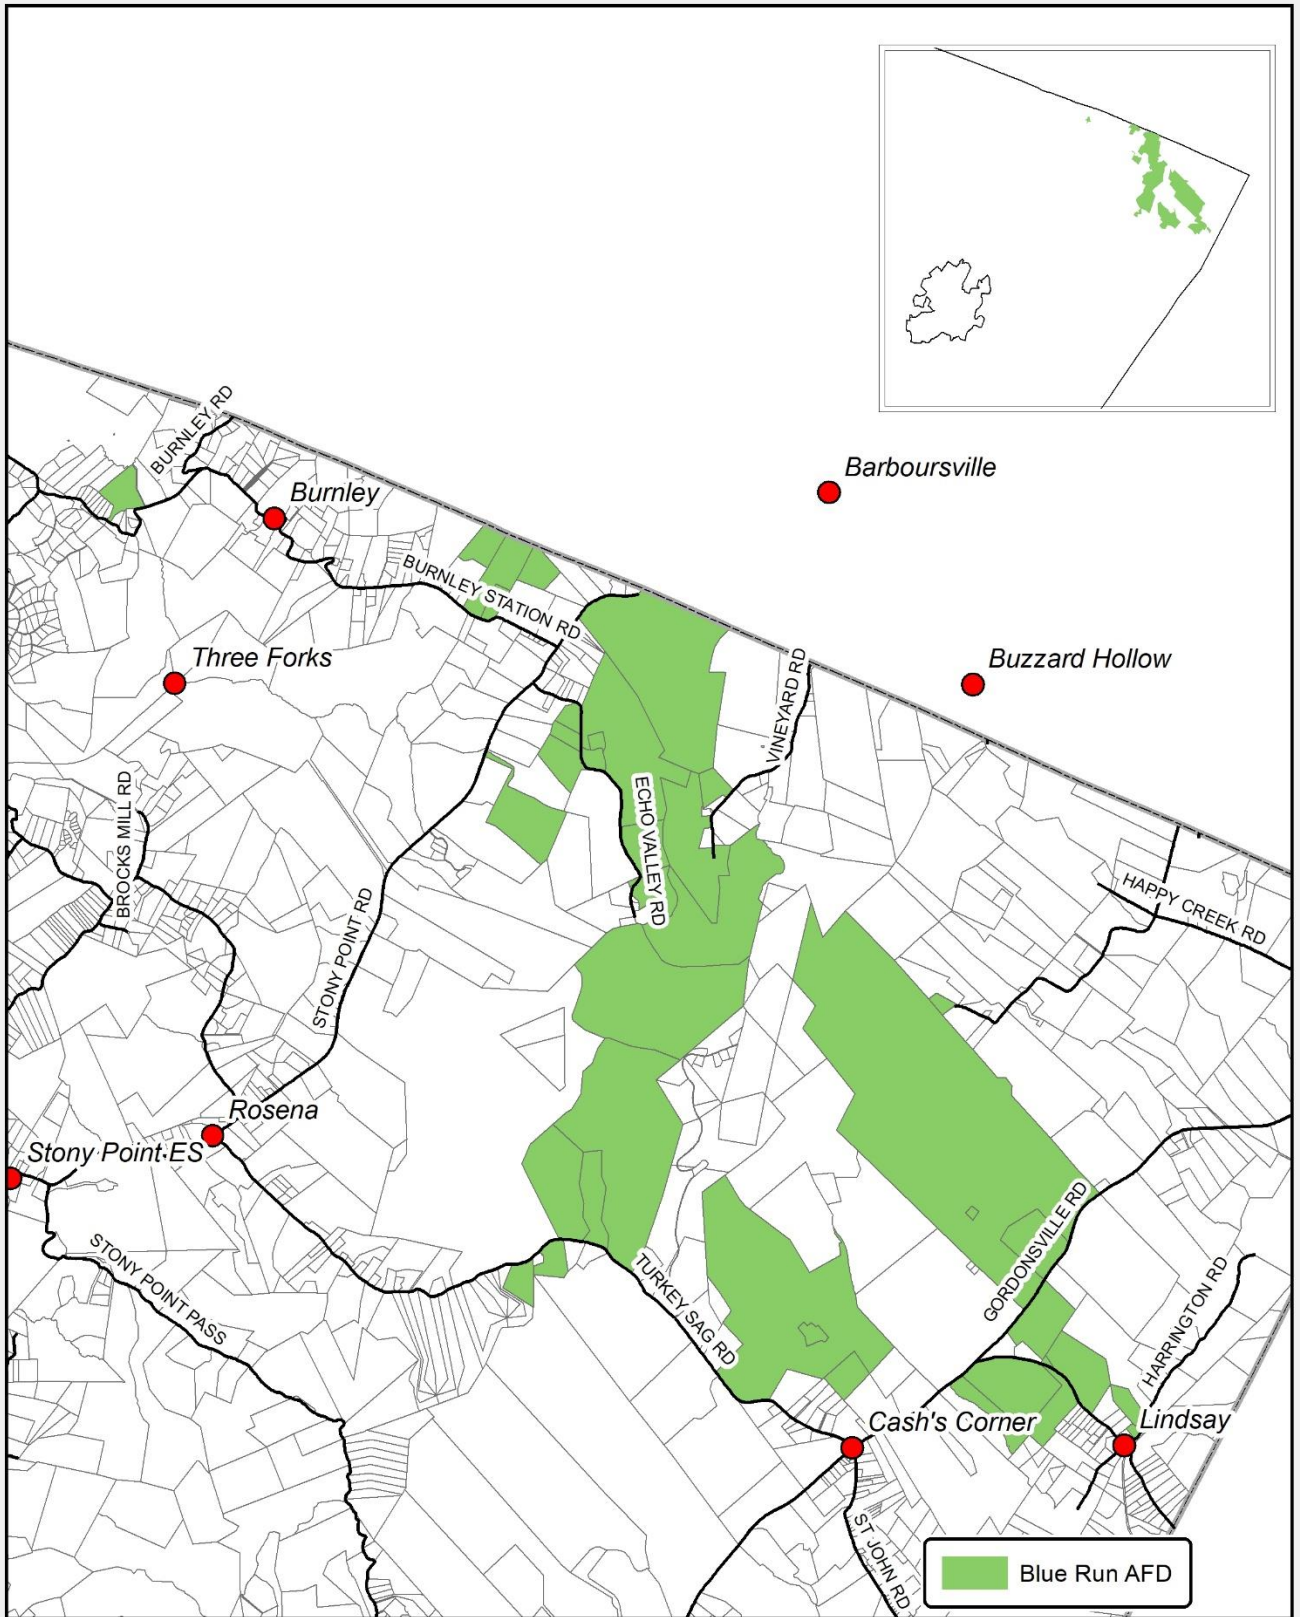 Barboursville
BURNLEY RD
Burnley
BURNLEY STATION RD
Three Forks
Buzzard Hollow
VINEYARD RD
BROCKS MILL RD
ECHO VALLEY RD
STONY POINT RD
HAPPY CREEK RD
Rosena
Stony Point ES
STONY POINT PASS
TURKEY SAG RD
GORDONSVILLE RD
HARRINGTON RD
Cash's Corner
Lindsay
ST JOHN RD
Blue Run AFD